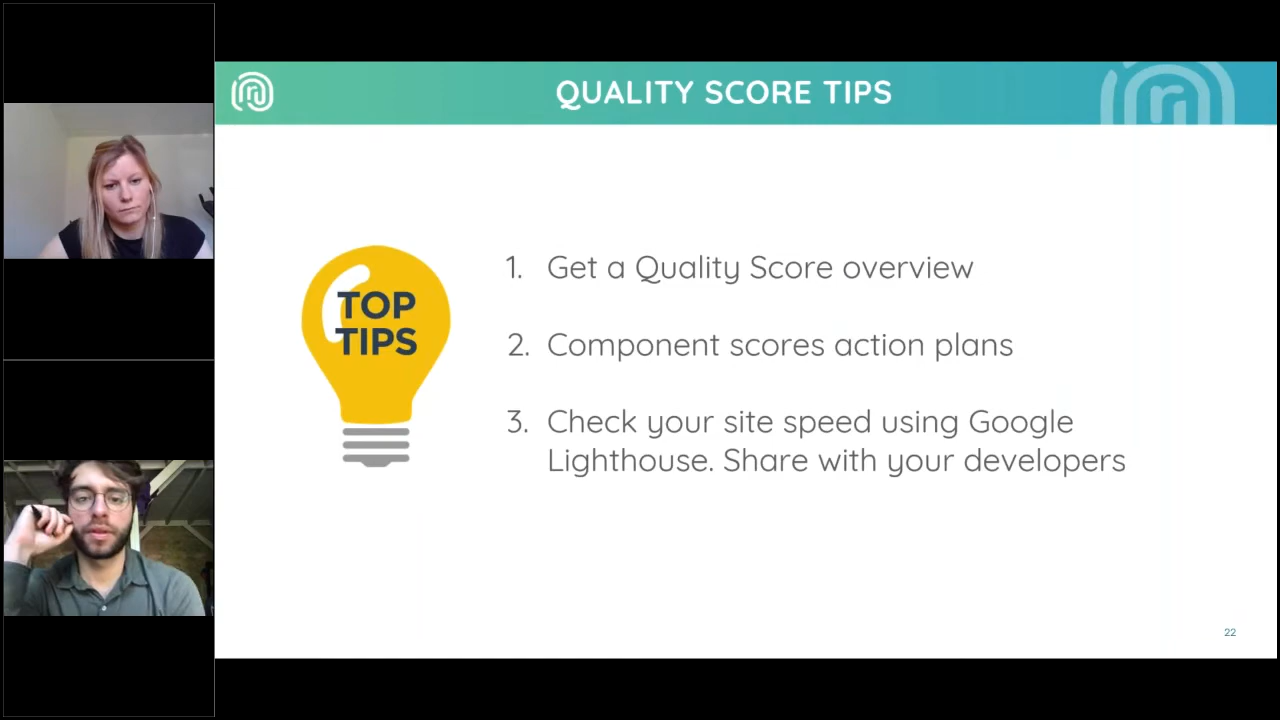 QUALITY SCORE TIPS
TOP
TIPS
1. Get a Quality Score overview
2. Component scores action plans
3. Check your site speed using Google
Lighthouse. Share with your developers
22